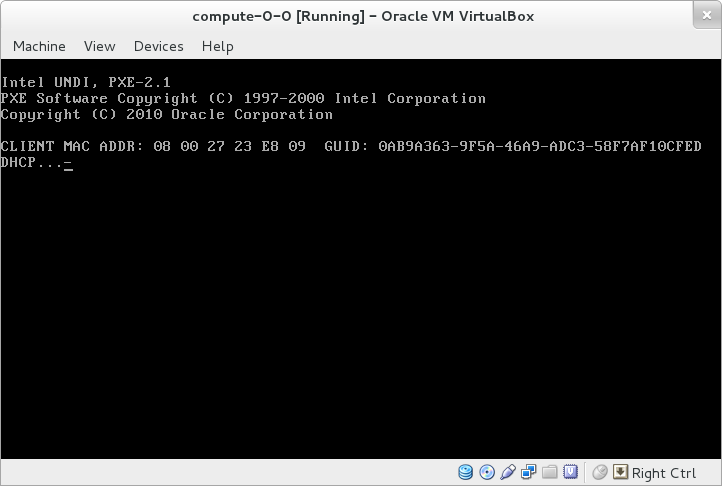 compute-0-0 [Running] - Oracle VM VirtualBox
Machine View Devices Help
Intel UNDI, PXE-2.1
PXE Software Copyright (C) 1997-2000 Intel Corporation
Copyright (C) 2010 Oracle Corporation
CLIENT MAC ADDR: 08 00 27 23 E8 09  GUID: 0AB9A363-9F5A-46A9-ADC3-58F7AF10CFED
DHCP...-
Right Ctrl